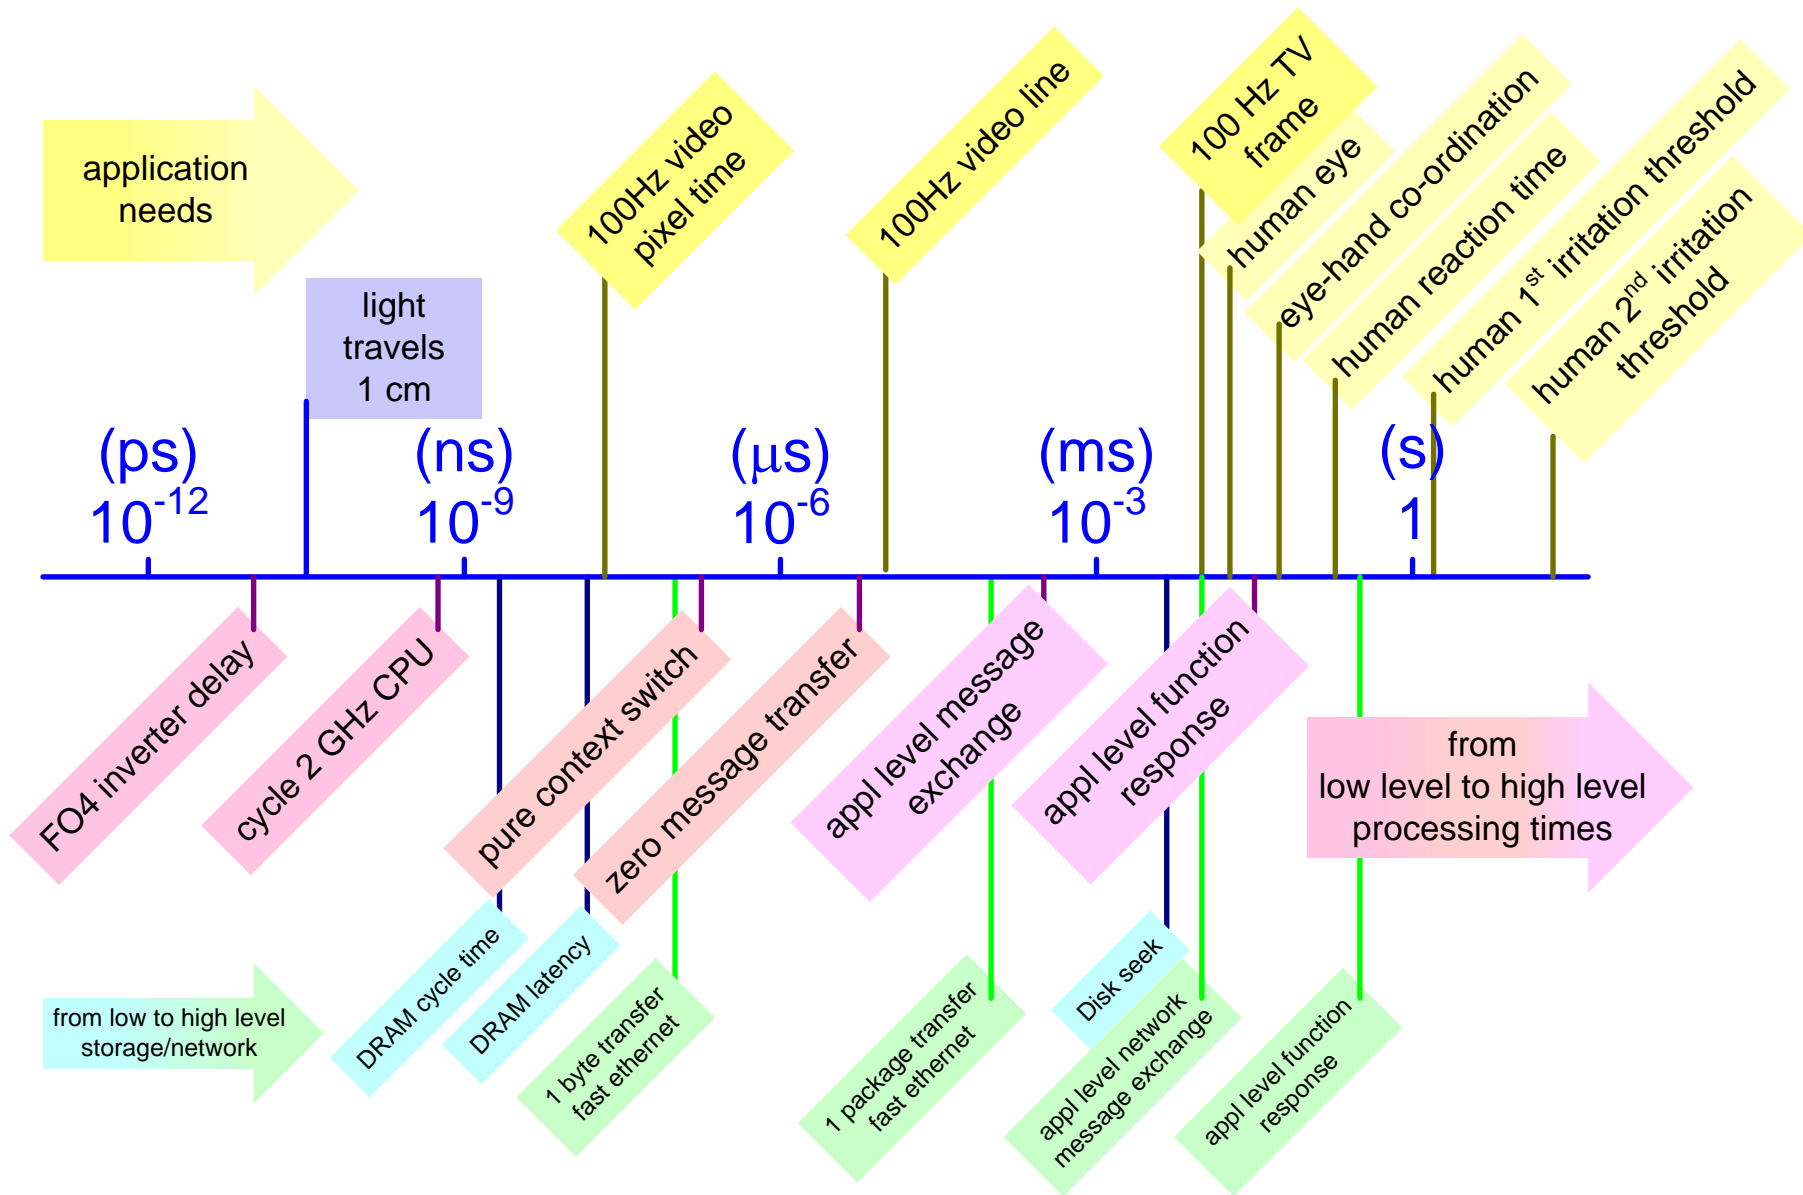 application
needs
light
travels
1 cm
100Hz video
pixel time
100Hz video line
100 Hz TV
frame
human eye
eye-hand co-ordination
human reaction time
human 1st irritation threshold
human 2nd irritation
threshold
(ps)
10-12
(ns)
10-9
(μs)
10-6
(ms)
10-3
(s)
1
FO4 inverter delay
cycle 2 GHz CPU
pure context switch
zero message transfer
appl level message
exchange
appl level function
response
from
low level to high level
processing times
from low to high level
storage/network
DRAM cycle time
DRAM latency
1 byte transfer
fast ethernet
1 package transfer
fast ethernet
Disk seek
appl level network
message exchange
appl level function
response